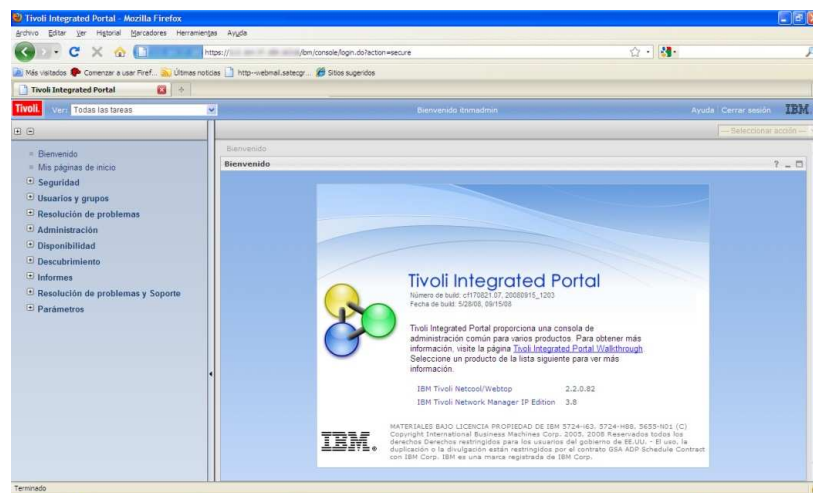 Tivoli Integrated Portal - Mozilla Firefox
Archivo Editar Ver Historial Marcadores Herramientas Ayuda
https:// /ibm/console/login.do?action=secure
Más visitados Comenzar a usar Firef... Últimas noticias http--webmail.satecgr... Sitios sugeridos
Tivoli Integrated Portal
Tivoli. Ver: Todas las tareas Bienvenido itnmadmin Ayuda Cerrar sesión IBM.
--- Seleccionar acción ---
Bienvenido
Mis páginas de inicio
Seguridad
Usuarios y grupos
Resolución de problemas
Administración
Disponibilidad
Descubrimiento
Informes
Resolución de problemas y Soporte
Parámetros
Bienvenido
Bienvenido
Tivoli Integrated Portal
Número de build: cf170821.07, 20080915_1203
Fecha de build: 5/28/08, 09/15/08
Tivoli Integrated Portal proporciona una consola de
administración común para varios productos. Para obtener más
información, visite la página Tivoli Integrated Portal Walkthrough.
Seleccione un producto de la lista siguiente para ver más
información.
IBM Tivoli Netcool/Webtop 2.2.0.82
IBM Tivoli Network Manager IP Edition 3.8
IBM®
MATERIALES BAJO LICENCIA PROPIEDAD DE IBM 5724-I63, 5724-H88, 5655-N01 (C)
Copyright International Business Machines Corp. 2005, 2008 Reservados todos los
derechos Derechos restringidos para los usuarios del gobierno de EE.UU. - El uso, la
duplicación o la divulgación están restringidos por el contrato GSA ADP Schedule Contract
con IBM Corp. IBM es una marca registrada de IBM Corp.
Terminado